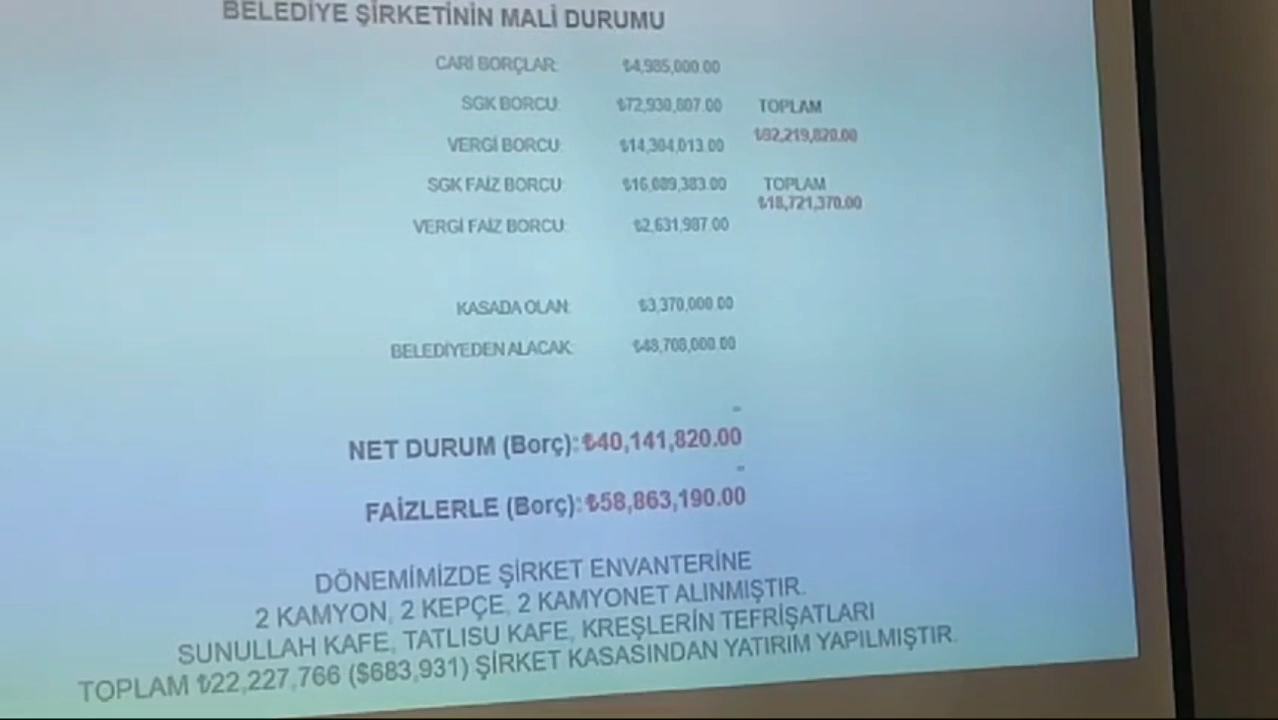 BELEDİYE ŞİRKETİNİN MALİ DURUMU
CARİ BORÇLAR: ₺4,985,000.00
SGK BORCU: ₺72,930,807.00 TOPLAM
₺92,219,820.00
VERGİ BORCU: ₺14,304,013.00
SGK FAİZ BORCU: ₺16,089,383.00 TOPLAM
₺18,721,370.00
VERGİ FAİZ BORCU: ₺2,631,987.00
KASADA OLAN: ₺3,370,000.00
BELEDİYEDEN ALACAK: ₺48,708,000.00
-
NET DURUM (Borç): ₺40,141,820.00
-
FAİZLERLE (Borç): ₺58,863,190.00
DÖNEMİMİZDE ŞİRKET ENVANTERİNE
2 KAMYON, 2 KEPÇE, 2 KAMYONET ALINMIŞTIR.
SUNULLAH KAFE, TATLISU KAFE, KREŞLERİN TEFRİŞATLARI
TOPLAM ₺22,227,766 ($683,931) ŞİRKET KASASINDAN YATIRIM YAPILMIŞTIR.